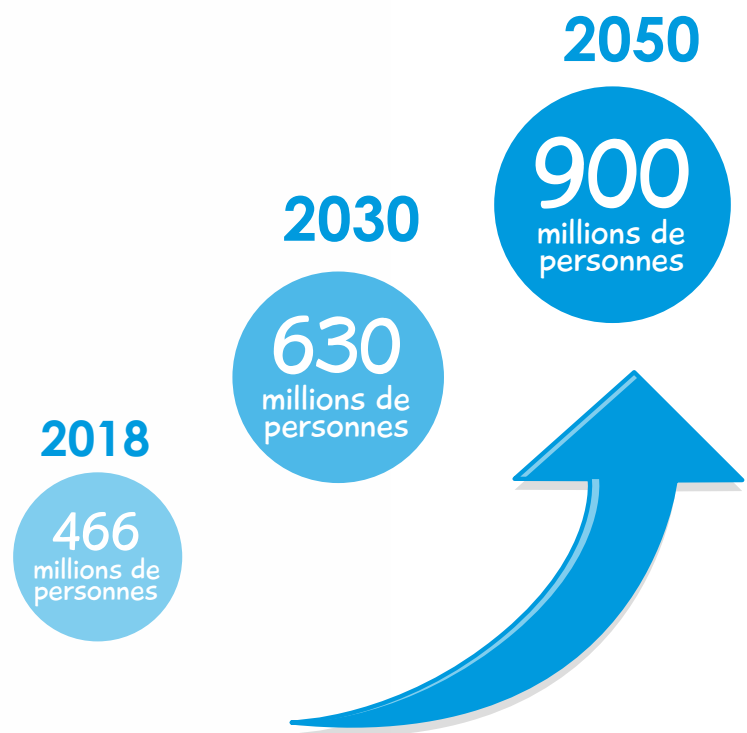 2018
466
millions de
personnes
2030
630
millions de
personnes
2050
900
millions de
personnes